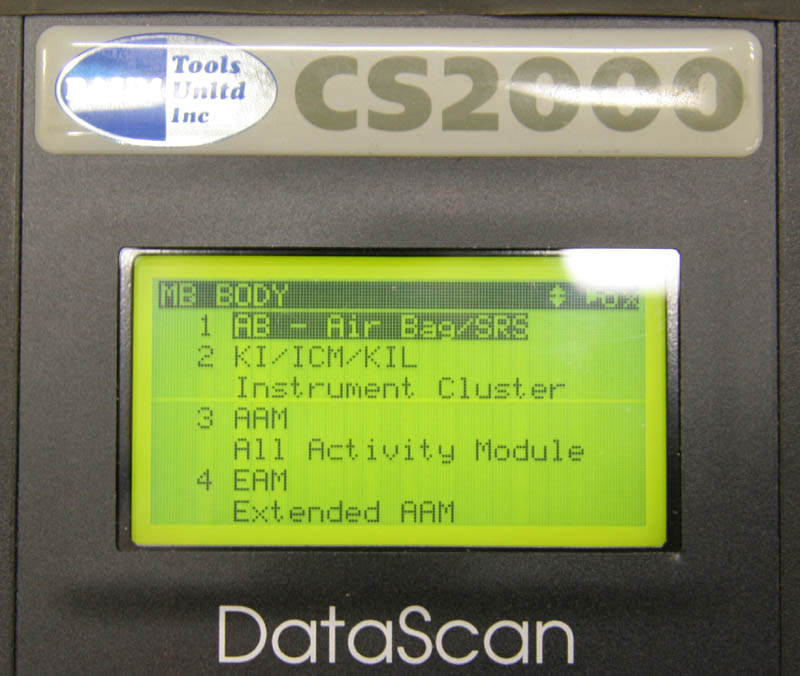 Tools
Unltd
Inc
CS2000
MB BODY
1 AB - Air Bag/SRS
2 KI/ICM/KIL
Instrument Cluster
3 AAM
All Activity Module
4 EAM
Extended AAM
DataScan